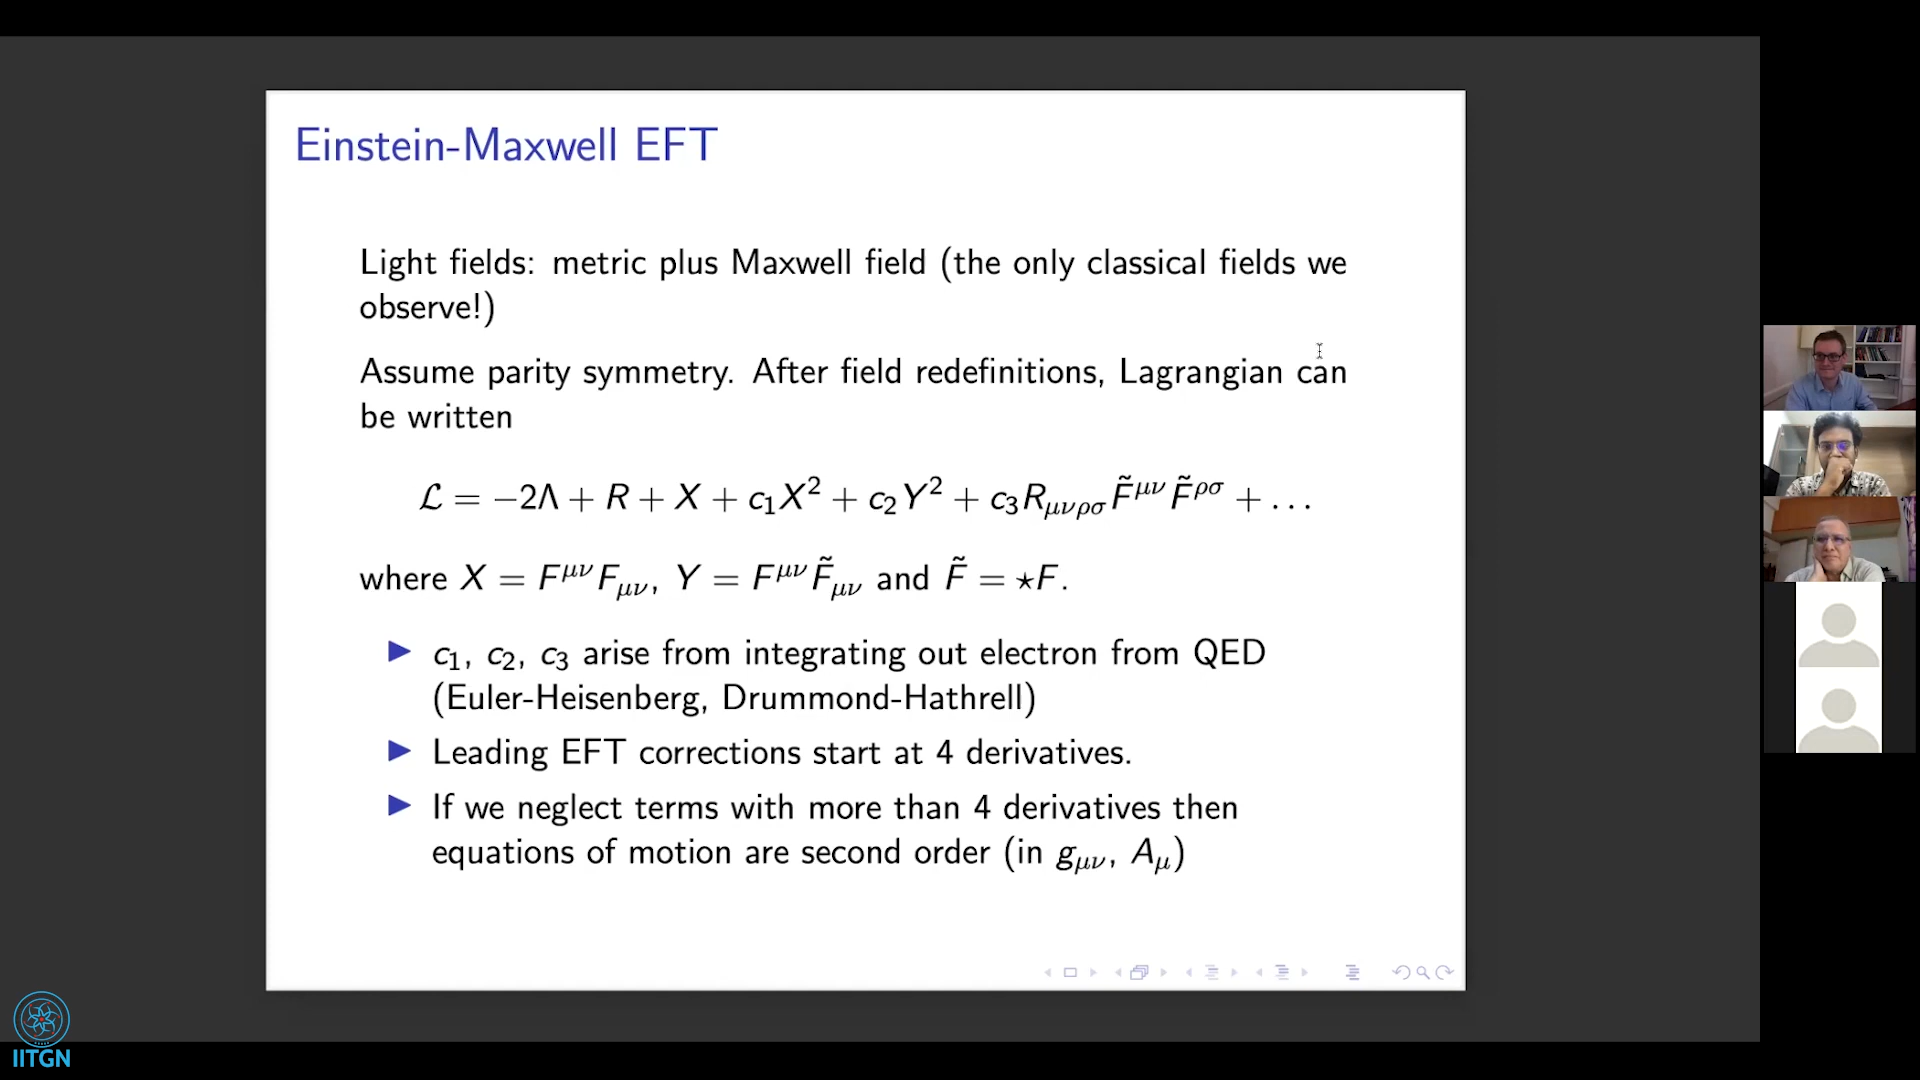 Einstein-Maxwell EFT
Light fields: metric plus Maxwell field (the only classical fields we
observe!)
Assume parity symmetry. After field redefinitions, Lagrangian can
be written
ℒ = −2Λ + R + X + c₁X² + c₂Y² + c₃R_{μνρσ}F̃^{μν}F̃^{ρσ} + …
where X = F^{μν}F_{μν}, Y = F^{μν}F̃_{μν} and F̃ = ⋆F.
▶ c₁, c₂, c₃ arise from integrating out electron from QED
(Euler-Heisenberg, Drummond-Hathrell)
▶ Leading EFT corrections start at 4 derivatives.
▶ If we neglect terms with more than 4 derivatives then
equations of motion are second order (in g_{μν}, A_μ)
IITGN